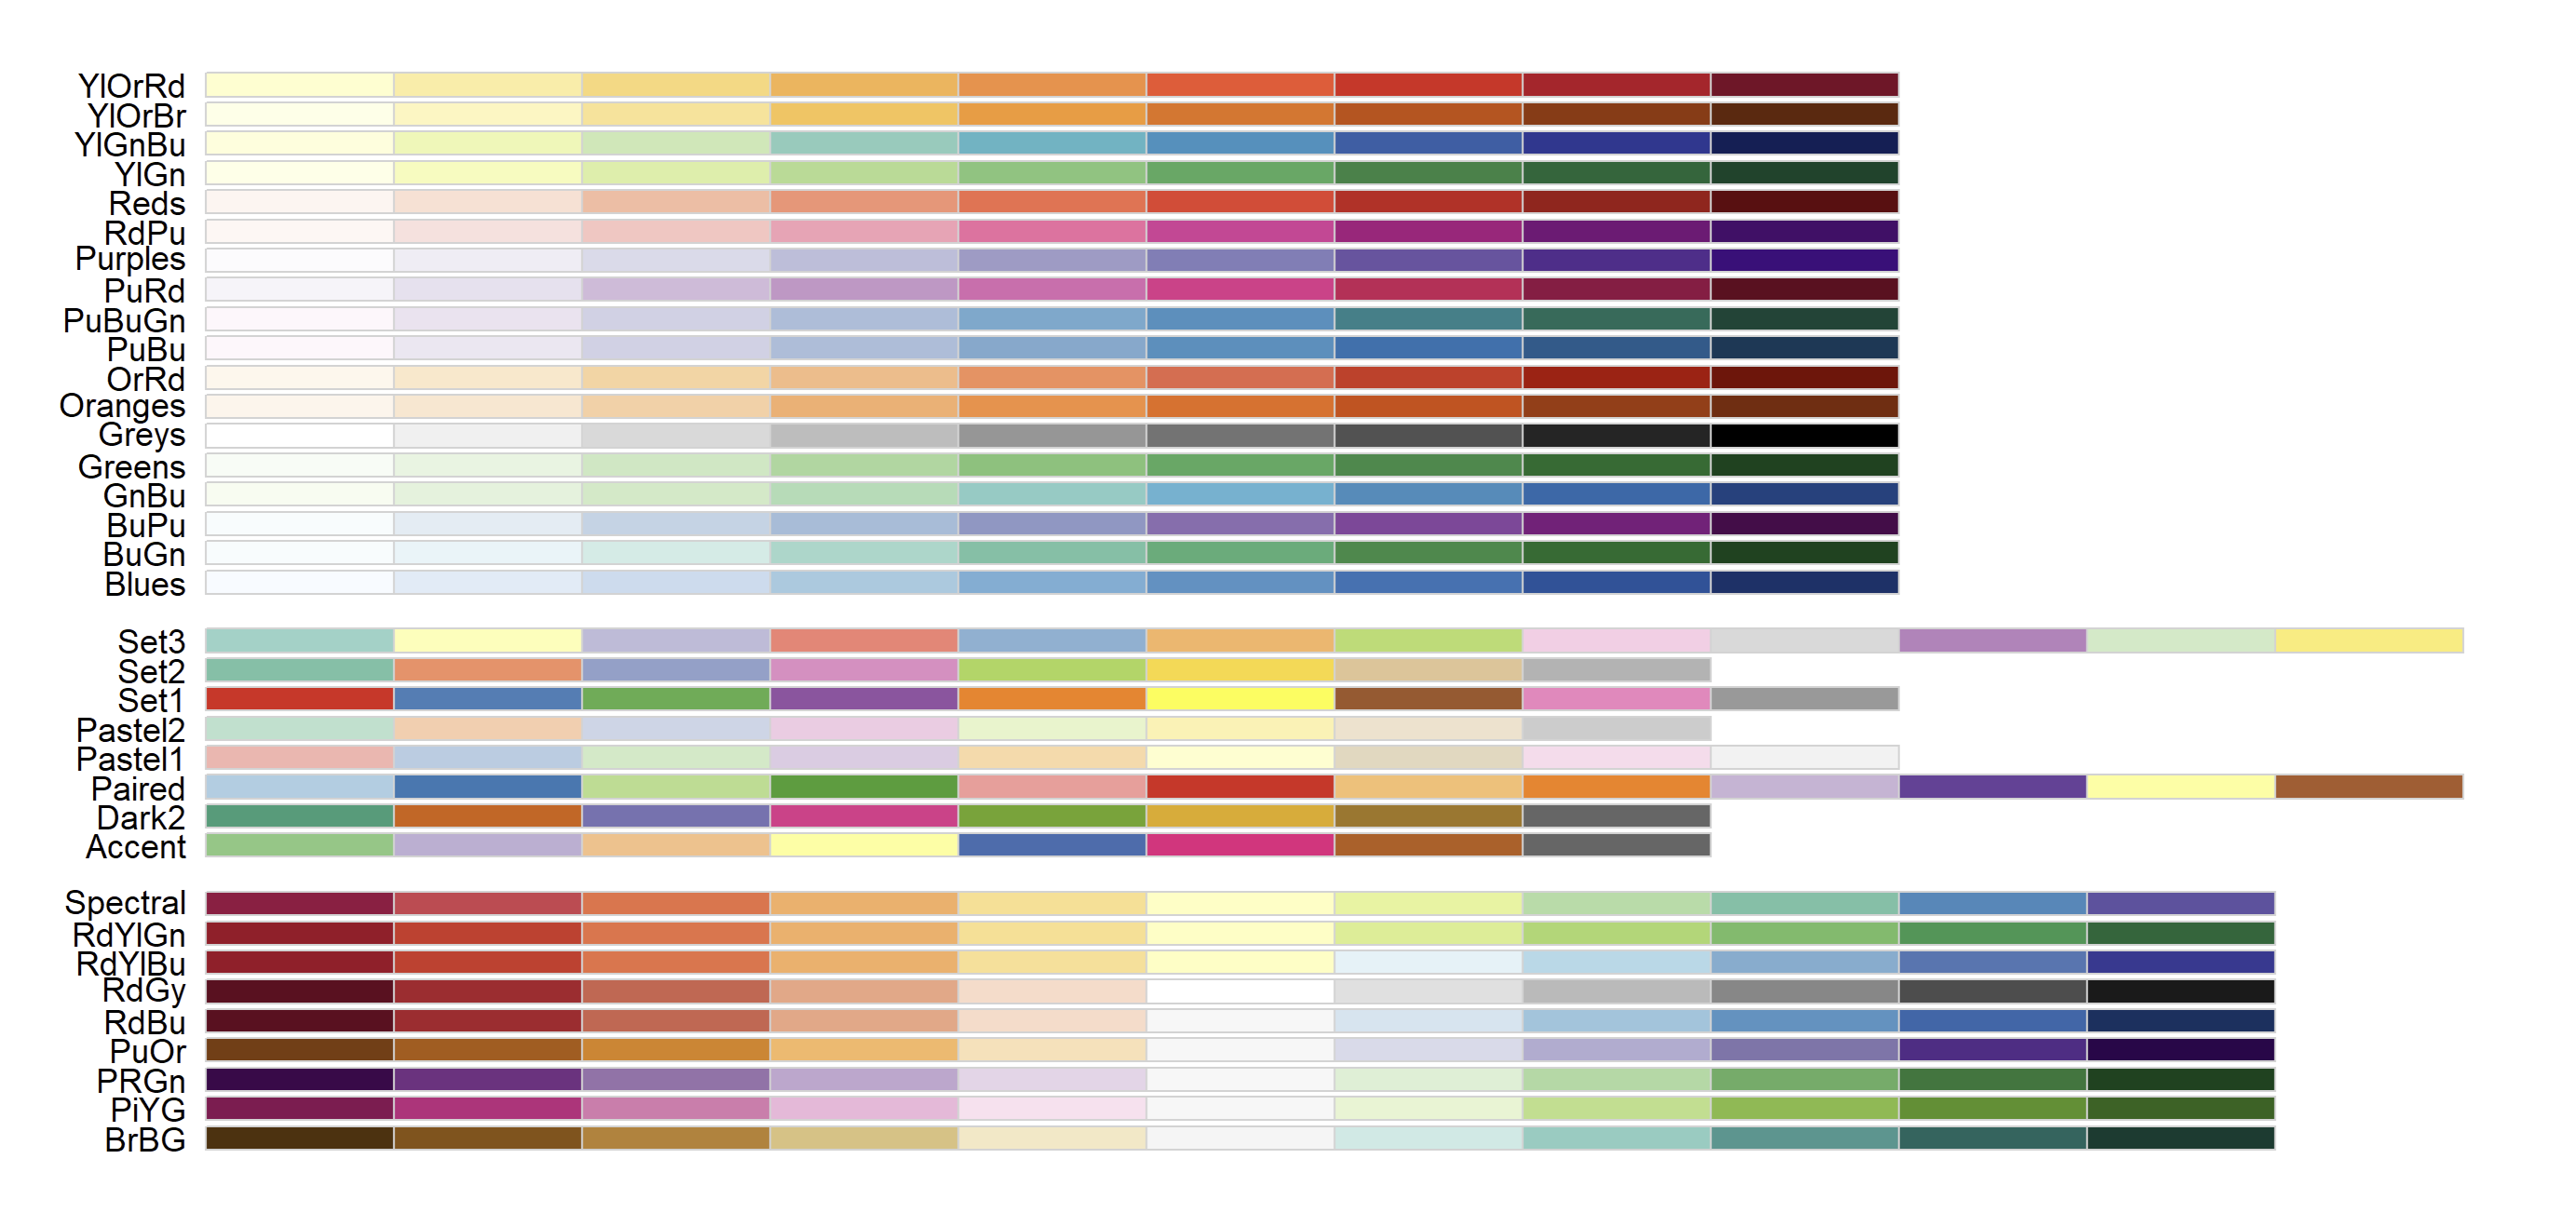 YlOrRd
YlOrBr
YlGnBu
YlGn
Reds
RdPu
Purples
PuRd
PuBuGn
PuBu
OrRd
Oranges
Greys
Greens
GnBu
BuPu
BuGn
Blues
Set3
Set2
Set1
Pastel2
Pastel1
Paired
Dark2
Accent
Spectral
RdYlGn
RdYlBu
RdGy
RdBu
PuOr
PRGn
PiYG
BrBG